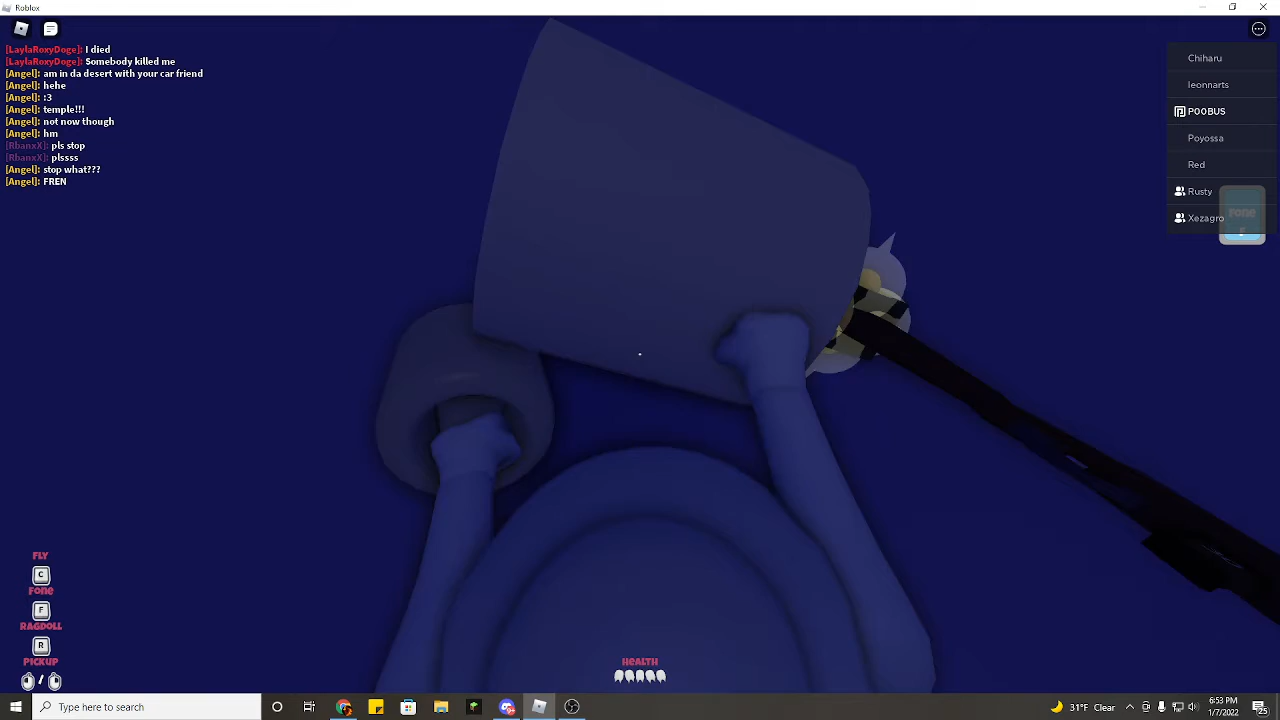 Roblox
[LaylaRoxyDoge]: I died
[LaylaRoxyDoge]: Somebody killed me
[Angel]: am in da desert with your car friend
[Angel]: hehe
[Angel]: :3
[Angel]: temple!!!
[Angel]: not now though
[Angel]: hm
[RbanxX]: pls stop
[RbanxX]: plssss
[Angel]: stop what???
[Angel]: FREN
Chiharu
leonnarts
P00BUS
Poyossa
Red
Rusty
Xezagro
FONE
F
FLY
C
FONE
F
RAGDOLL
R
PICKUP
/
HEALTH
Type here to search
31°F Clear
6:53 PM
1/7/2022